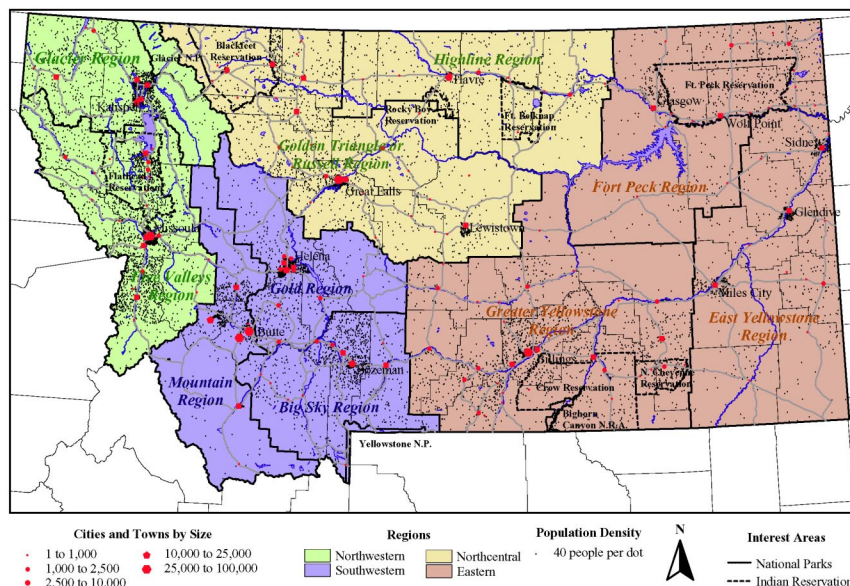 Glacier Region
Glacier N.P.
Blackfeet
Reservation
Highline Region
Havre
Kalispell
Rocky Boy
Reservation
Ft. Belknap
Reservation
Ft. Peck Reservation
Glasgow
Wolf Point
Sidney
Golden Triangle or
Russell Region
Flathead
Reservation
Great Falls
Fort Peck Region
Lewistown
Glendive
Missoula
Helena
Gold Region
Five Valleys
Region
Miles City
Greater Yellowstone
Region
East Yellowstone
Region
Butte
Billings
Bozeman
Crow Reservation
N. Cheyenne
Reservation
Mountain
Region
Big Sky Region
Bighorn
Canyon N.R.A.
Yellowstone N.P.
Cities and Towns by Size
1 to 1,000
1,000 to 2,500
2,500 to 10,000
10,000 to 25,000
25,000 to 100,000
Regions
Northwestern
Southwestern
Northcentral
Eastern
Population Density
40 people per dot
N
Interest Areas
National Parks
Indian Reservation